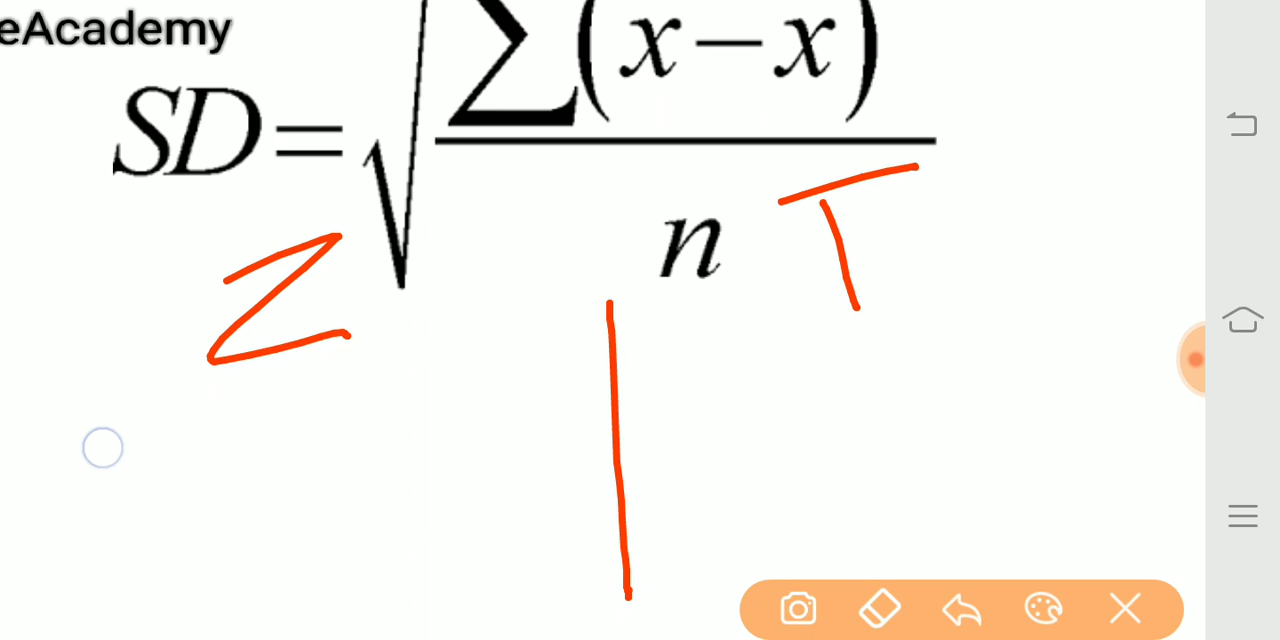 eAcademy
SD = √ ∑(x − x)
n
Z T